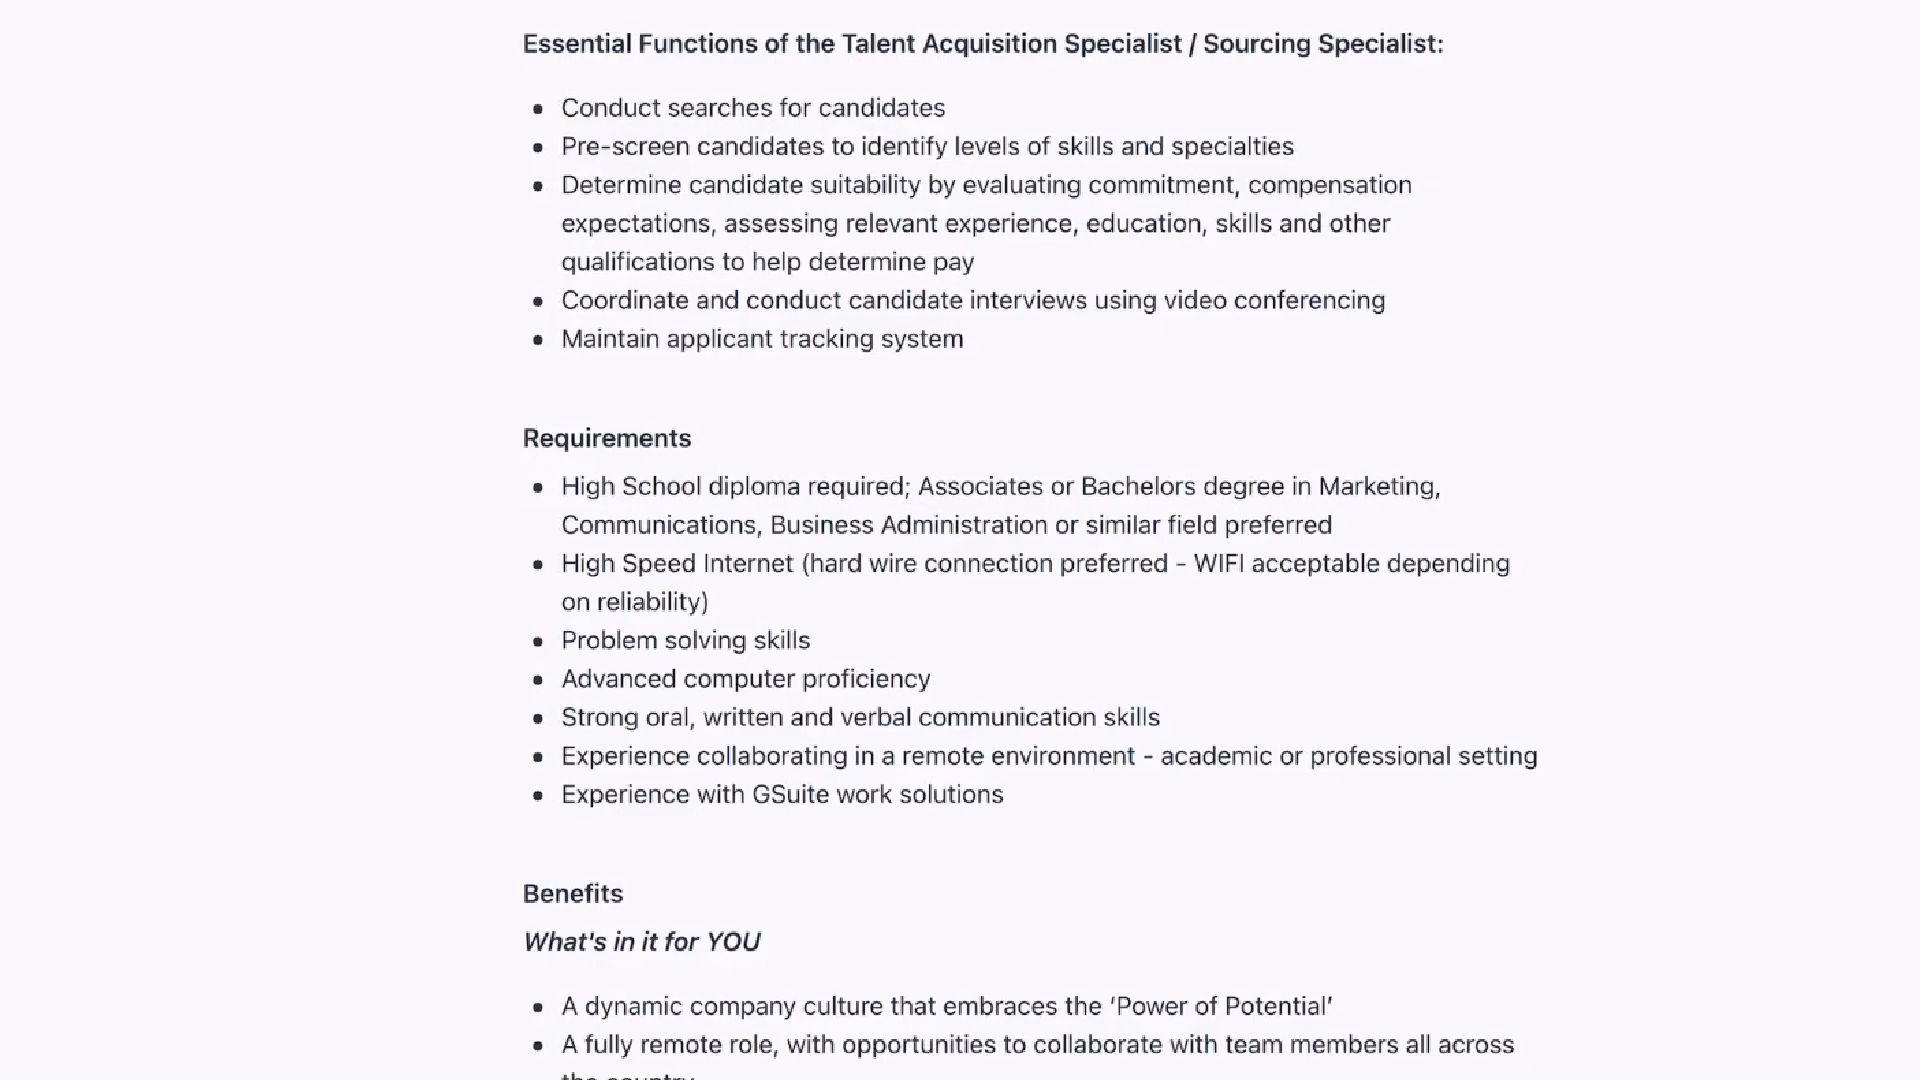 Essential Functions of the Talent Acquisition Specialist / Sourcing Specialist:
• Conduct searches for candidates
• Pre-screen candidates to identify levels of skills and specialties
• Determine candidate suitability by evaluating commitment, compensation
expectations, assessing relevant experience, education, skills and other
qualifications to help determine pay
• Coordinate and conduct candidate interviews using video conferencing
• Maintain applicant tracking system
Requirements
• High School diploma required; Associates or Bachelors degree in Marketing,
Communications, Business Administration or similar field preferred
• High Speed Internet (hard wire connection preferred - WIFI acceptable depending
on reliability)
• Problem solving skills
• Advanced computer proficiency
• Strong oral, written and verbal communication skills
• Experience collaborating in a remote environment - academic or professional setting
• Experience with GSuite work solutions
Benefits
What's in it for YOU
• A dynamic company culture that embraces the ‘Power of Potential’
• A fully remote role, with opportunities to collaborate with team members all across
the country